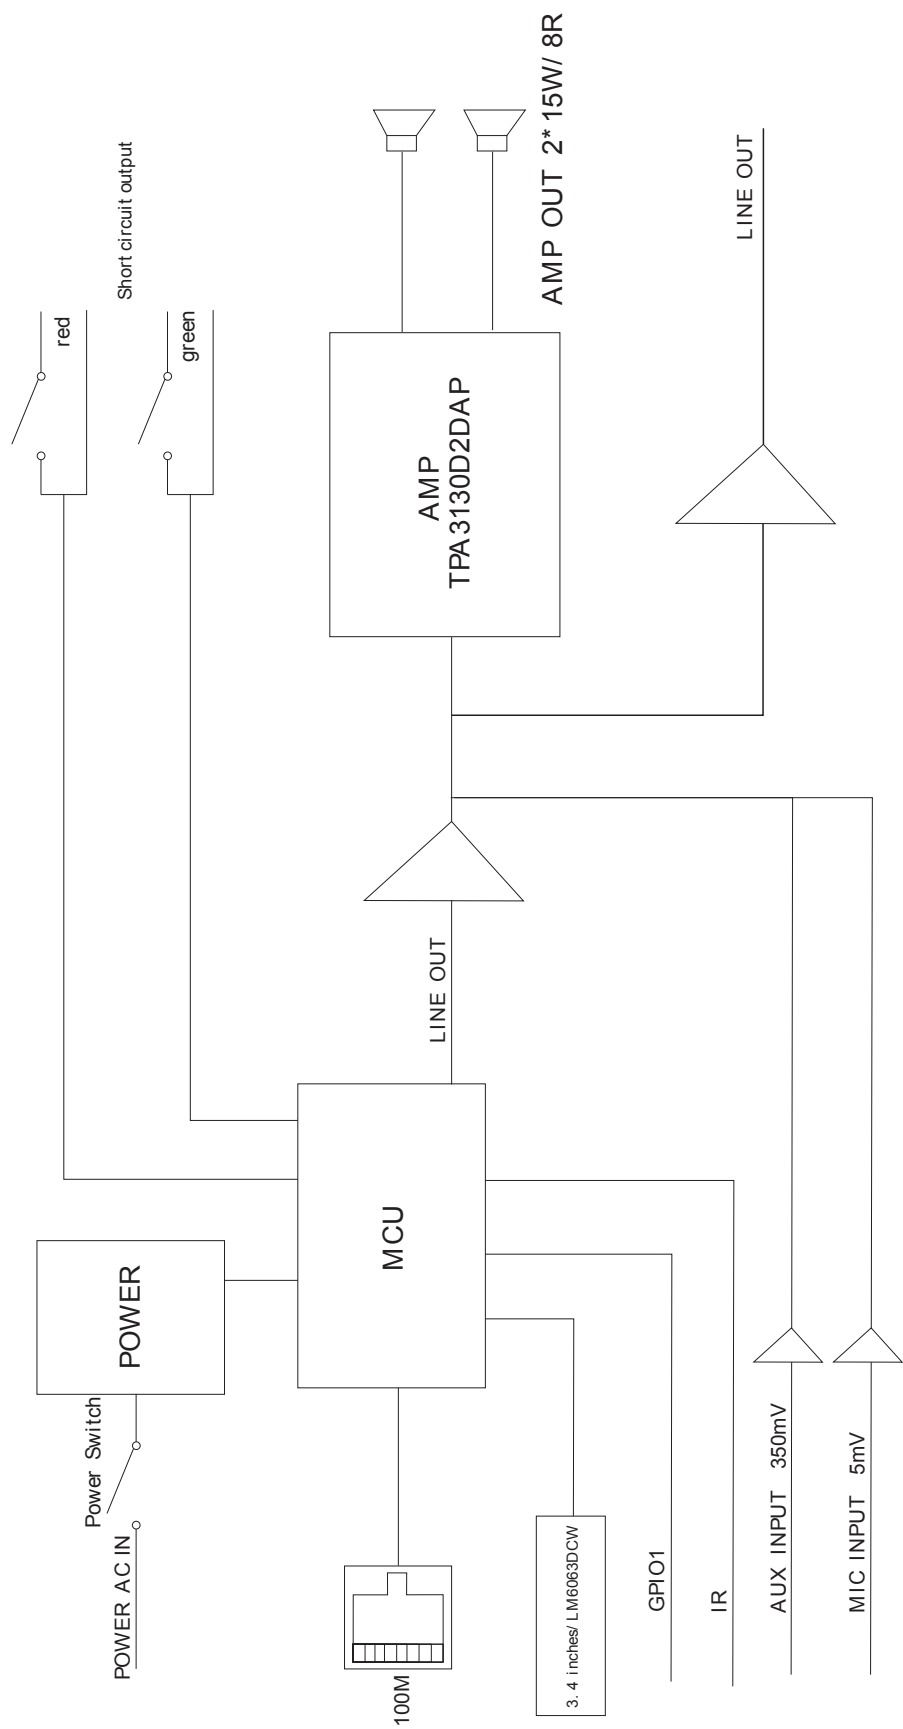 POWER AC IN
Power Switch
POWER
red
green
Short circuit output
100M
MCU
LINE OUT
AMP
TPA3130D2DAP
AMP OUT 2*15W/8R
3.4 inches/LM6063DCW
GPIO1
IR
LINE OUT
AUX INPUT 350mV
MIC INPUT 5mV